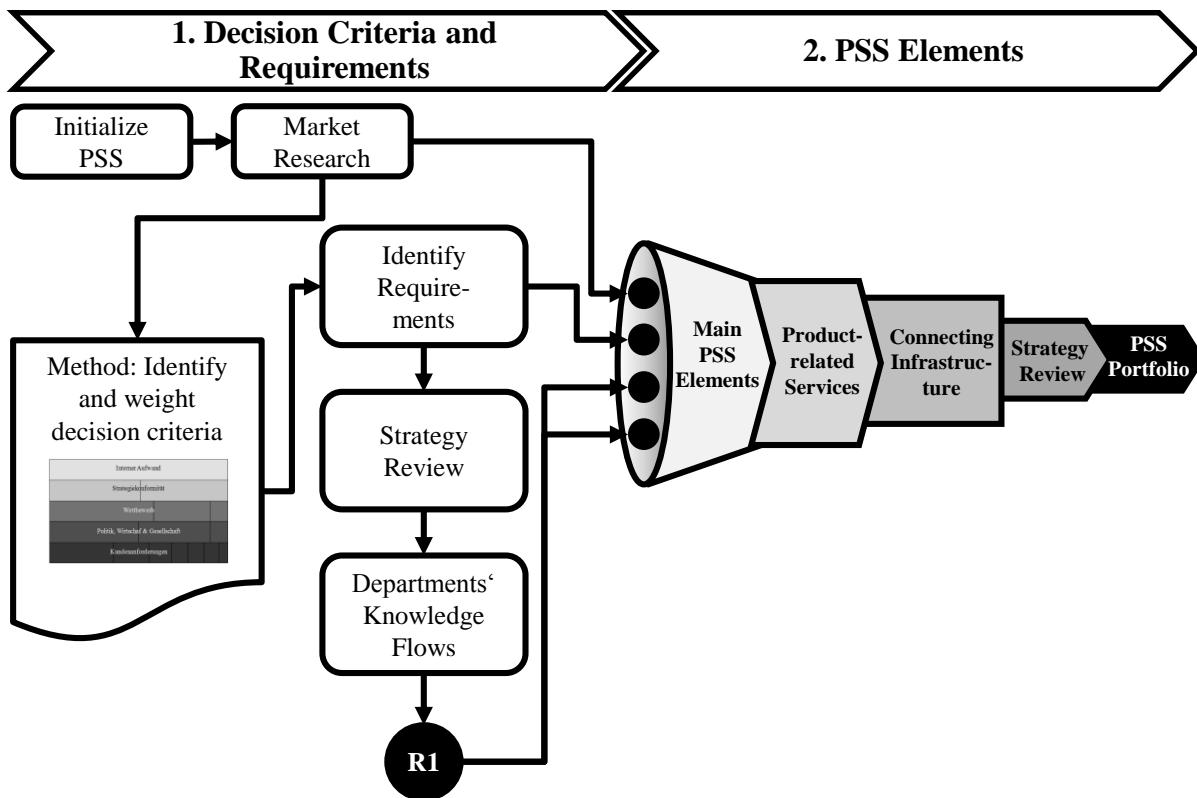 1. Decision Criteria and
Requirements
2. PSS Elements
Initialize
PSS
Market
Research
Identify
Require-
ments
Method: Identify
and weight
decision criteria
Interner Aufwand
Strategiekonformität
Wettbewerb
Politik, Wirtschaf & Gesellschaft
Kundenanforderungen
Strategy
Review
Departments‘
Knowledge
Flows
R1
Main
PSS
Elements
Product-
related
Services
Connecting
Infrastruc-
ture
Strategy
Review
PSS
Portfolio